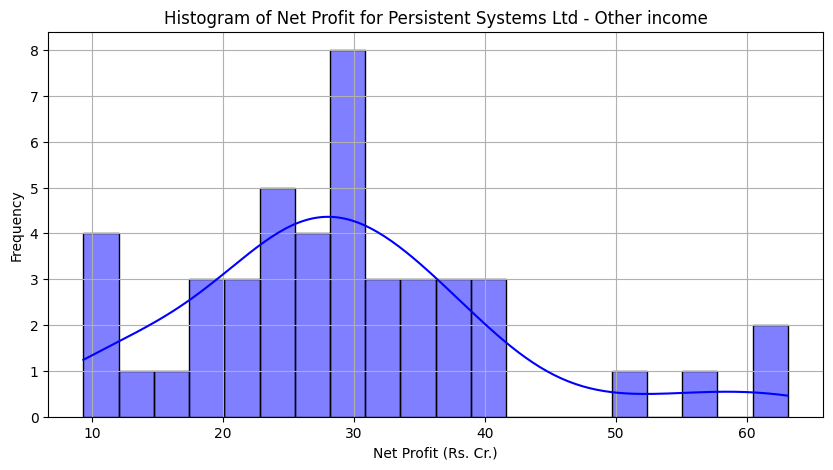 Histogram of Net Profit for Persistent Systems Ltd - Other income
Frequency
8
7
6
5
4
3
2
1
0
10 20 30 40 50 60
Net Profit (Rs. Cr.)